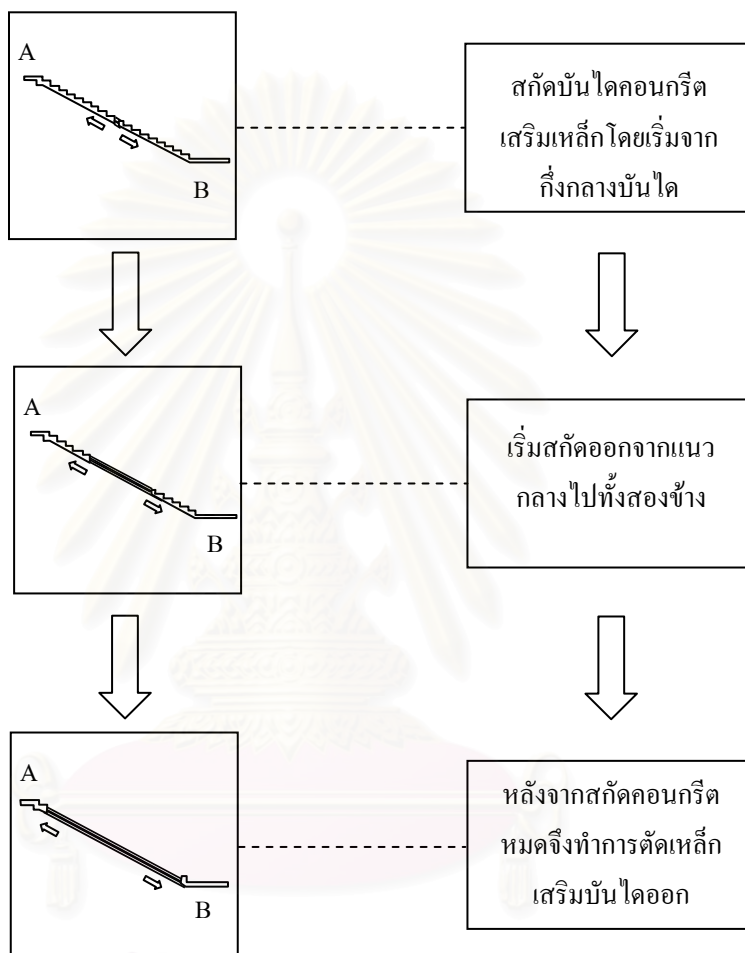 A
B
สกัดบันไดคอนกรีต
เสริมเหล็กโดยเริ่มจาก
กึ่งกลางบันได
A
B
เริ่มสกัดออกจากแนว
กลางไปทั้งสองข้าง
A
B
หลังจากสกัดคอนกรีต
หมดจึงทำการตัดเหล็ก
เสริมบันไดออก